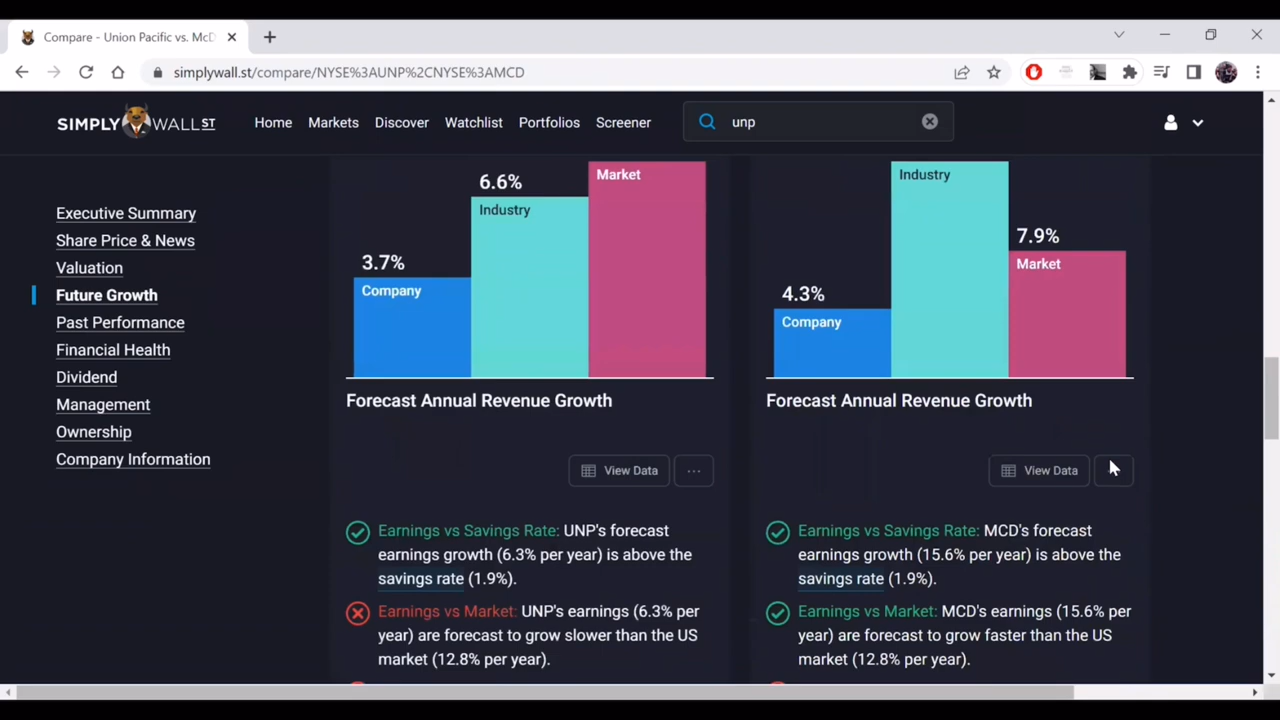 Compare - Union Pacific vs. McD
simplywall.st/compare/NYSE%3AUNP%2CNYSE%3AMCD
SIMPLY WALL ST
Home
Markets
Discover
Watchlist
Portfolios
Screener
unp
Executive Summary
Share Price & News
Valuation
Future Growth
Past Performance
Financial Health
Dividend
Management
Ownership
Company Information
3.7%
Company
6.6%
Industry
Market
Forecast Annual Revenue Growth
View Data
...
Earnings vs Savings Rate: UNP's forecast
earnings growth (6.3% per year) is above the
savings rate (1.9%).
Earnings vs Market: UNP's earnings (6.3% per
year) are forecast to grow slower than the US
market (12.8% per year).
4.3%
Company
Industry
7.9%
Market
Forecast Annual Revenue Growth
View Data
Earnings vs Savings Rate: MCD's forecast
earnings growth (15.6% per year) is above the
savings rate (1.9%).
Earnings vs Market: MCD's earnings (15.6% per
year) are forecast to grow faster than the US
market (12.8% per year).